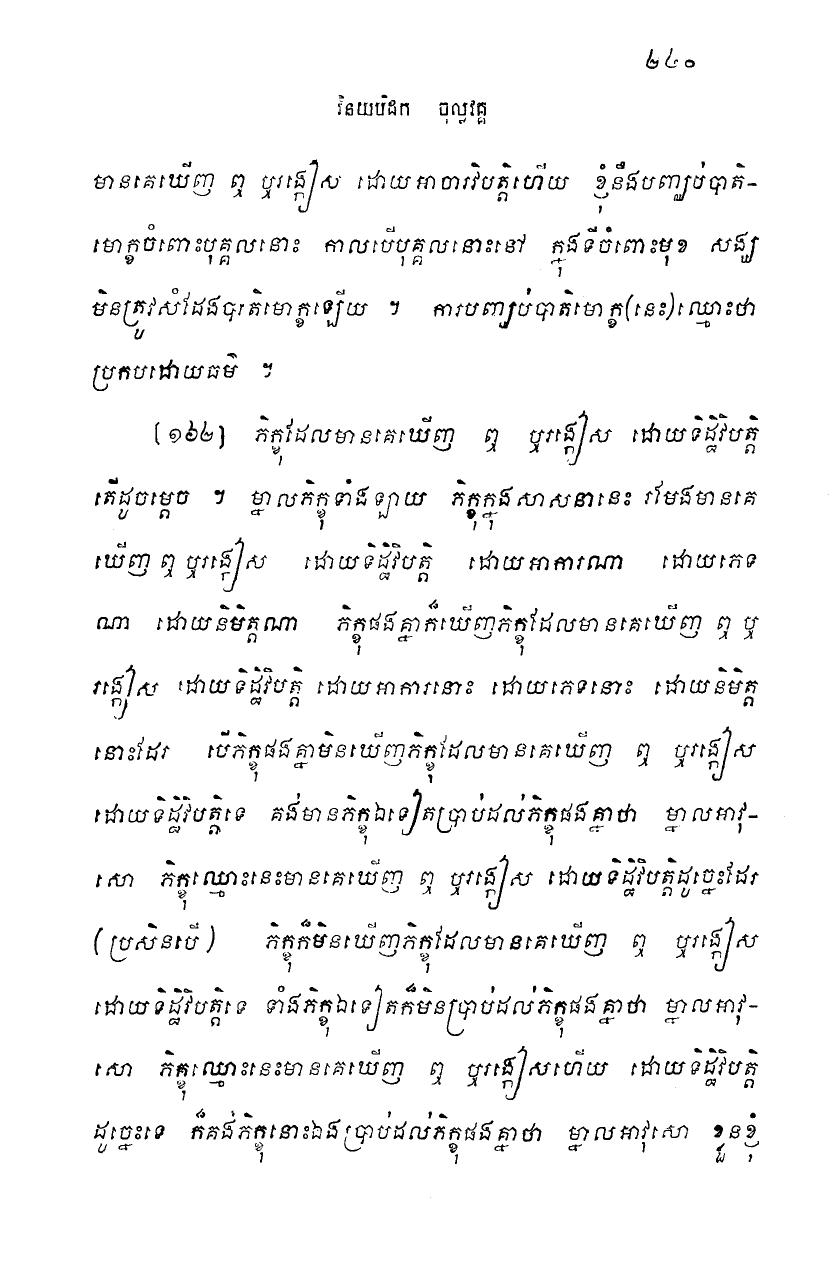 ២៤០
វិនយបិដក ចុល្លវគ្គ
មានគេឃើញ ឮ ឬរង្កៀស ដោយអាចារវិបត្តិហើយ ខ្ញុំនឹងបញ្ឈប់បាតិ-
មោក្ខចំពោះបុគ្គលនោះ កាលបើបុគ្គលនោះនៅ ក្នុងទីចំពោះមុខ សង្ឃ
មិនត្រូវសំដែងបារតិមោក្ខឡើយ ។ ការបញ្ឈប់បាតិមោក្ខ(នេះ)ឈ្មោះថា
ប្រកបដោយធម៌ ។
[១៦២] ភិក្ខុដែលមានគេឃើញ ឮ ឬរង្កៀស ដោយទិដ្ឋិវិបត្តិ
តើដូចម្តេច ។ ម្នាលភិក្ខុទាំងឡាយ ភិក្ខុក្នុងសាសនានេះ រមែងមានគេ
ឃើញ ឮ ឬរង្កៀស ដោយទិដ្ឋិវិបត្តិ ដោយអាការណា ដោយភេទ
ណា ដោយនិមិត្តណា ភិក្ខុផងគ្នាក៏ឃើញភិក្ខុដែលមានគេឃើញ ឮ ឬ
រង្កៀស ដោយទិដ្ឋិវិបត្តិ ដោយអាការនោះ ដោយភេទនោះ ដោយនិមិត្ត
នោះដែរ បើភិក្ខុផងគ្នាមិនឃើញភិក្ខុដែលមានគេឃើញ ឮ ឬរង្កៀស
ដោយទិដ្ឋិវិបត្តិទេ គង់មានភិក្ខុឯទៀតប្រាប់ដល់ភិក្ខុផងគ្នាថា ម្នាលអាវុ-
សោ ភិក្ខុឈ្មោះនេះមានគេឃើញ ឮ ឬរង្កៀស ដោយទិដ្ឋិវិបត្តិដូច្នេះដែរ
(ប្រសិនបើ) ភិក្ខុក៏មិនឃើញភិក្ខុដែលមានគេឃើញ ឮ ឬរង្កៀស
ដោយទិដ្ឋិវិបត្តិទេ ទាំងភិក្ខុឯទៀតក៏មិនប្រាប់ដល់ភិក្ខុផងគ្នាថា ម្នាលអាវុ-
សោ ភិក្ខុឈ្មោះនេះមានគេឃើញ ឮ ឬរង្កៀសហើយ ដោយទិដ្ឋិវិបត្តិ
ដូច្នេះទេ ក៏គង់ភិក្ខុនោះឯងប្រាប់ដល់ភិក្ខុផងគ្នាថា ម្នាលអាវុសោ ខ្លួនខ្ញុំ